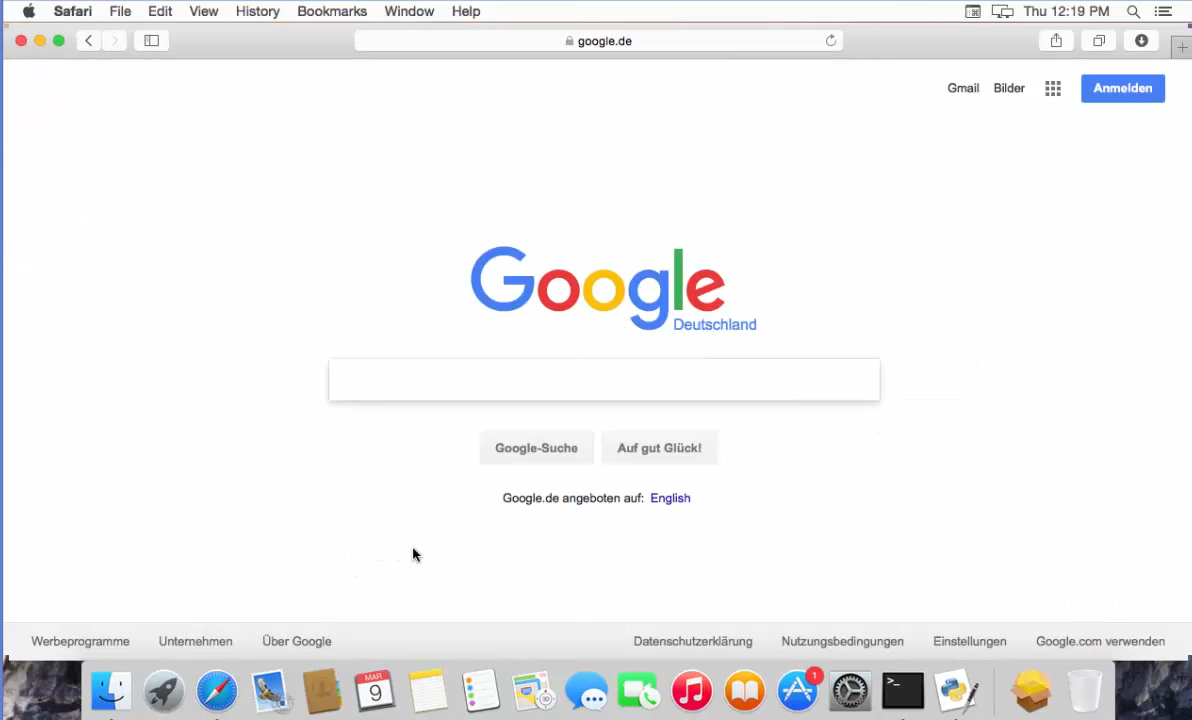 Safari File Edit View History Bookmarks Window Help Thu 12:19 PM
google.de
Gmail Bilder Anmelden
Google
Deutschland
Google-Suche Auf gut Glück!
Google.de angeboten auf: English
Werbeprogramme Unternehmen Über Google Datenschutzerklärung Nutzungsbedingungen Einstellungen Google.com verwenden
MAR
9
1